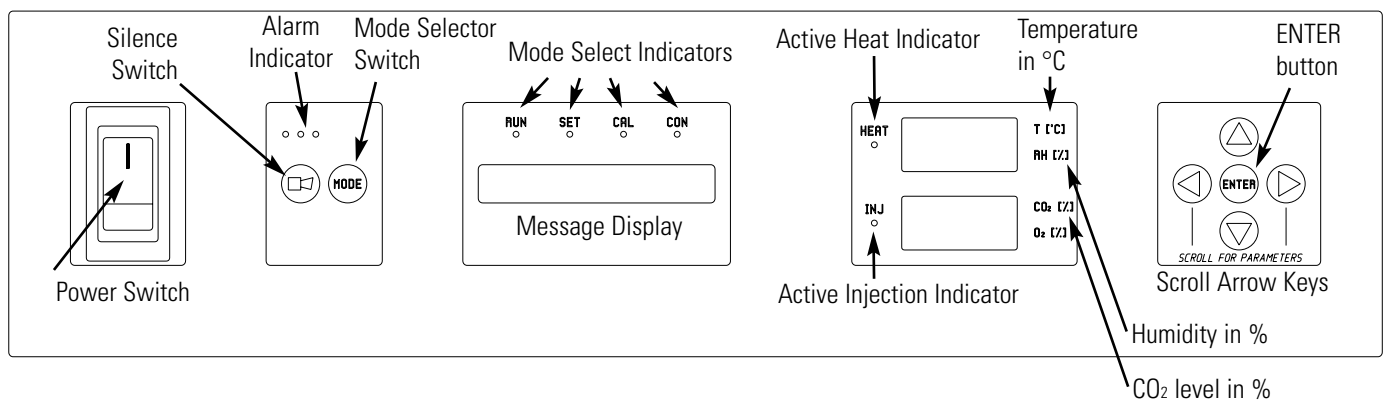 Silence
Switch
Alarm
Indicator
Mode Selector
Switch
Mode Select Indicators
Active Heat Indicator
Temperature
in °C
ENTER
button
RUN SET CAL CON
MODE
Message Display
HEAT
T [°C]
RH [%]
INJ
CO₂ [%]
O₂ [%]
ENTER
SCROLL FOR PARAMETERS
Scroll Arrow Keys
Power Switch
Active Injection Indicator
Humidity in %
CO₂ level in %